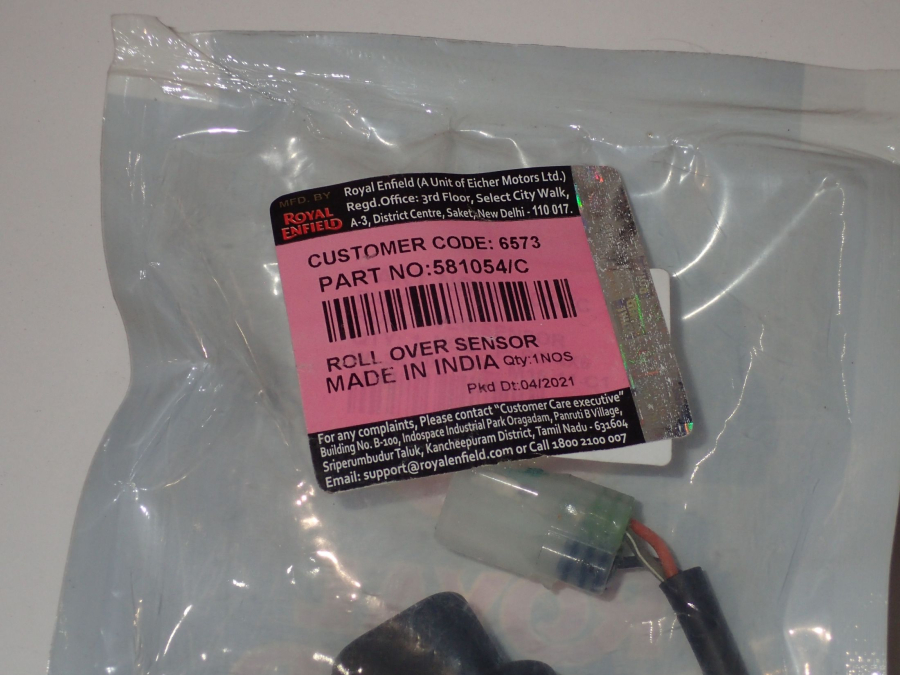 MFD. BY
ROYAL
ENFIELD
Royal Enfield (A Unit of Eicher Motors Ltd.)
Regd.Office: 3rd Floor, Select City Walk,
A-3, District Centre, Saket, New Delhi - 110 017.
CUSTOMER CODE: 6573
PART NO:581054/C
ROLL OVER SENSOR
MADE IN INDIA Qty:1NOS
Pkd Dt:04/2021
For any complaints, Please contact "Customer Care executive"
Building No. B-100, Indospace Industrial Park Oragadam, Panruti B Village,
Sriperumbudur Taluk, Kancheepuram District, Tamil Nadu - 631604
Email: support@royalenfield.com or Call 1800 2100 007